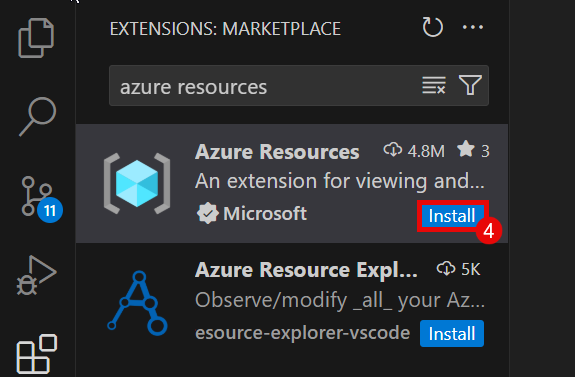 EXTENSIONS: MARKETPLACE
azure resources
Azure Resources 4.8M 3
An extension for viewing and...
Microsoft Install
4
11
Azure Resource Expl... 5K
Observe/modify _all_ your Az...
esource-explorer-vscode Install